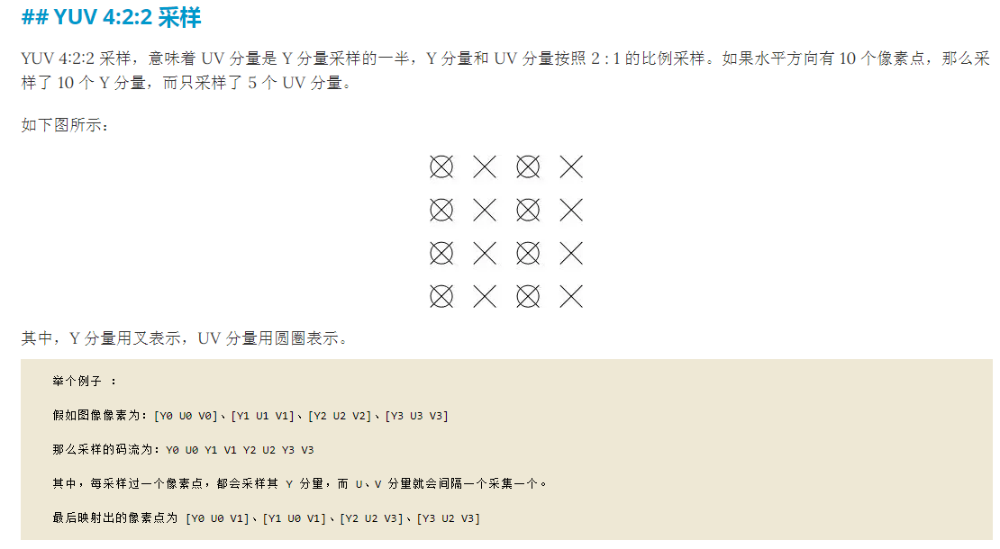 ## YUV 4:2:2 采样
YUV 4:2:2 采样，意味着 UV 分量是 Y 分量采样的一半，Y 分量和 UV 分量按照 2 : 1 的比例采样。如果水平方向有 10 个像素点，那么采
样了 10 个 Y 分量，而只采样了 5 个 UV 分量。
如下图所示：
其中，Y 分量用叉表示，UV 分量用圆圈表示。
举个例子 ：
假如图像像素为：[Y0 U0 V0]、[Y1 U1 V1]、[Y2 U2 V2]、[Y3 U3 V3]
那么采样的码流为：Y0 U0 Y1 V1 Y2 U2 Y3 V3
其中，每采样过一个像素点，都会采样其 Y 分量，而 U、V 分量就会间隔一个采集一个。
最后映射出的像素点为 [Y0 U0 V1]、[Y1 U0 V1]、[Y2 U2 V3]、[Y3 U2 V3]